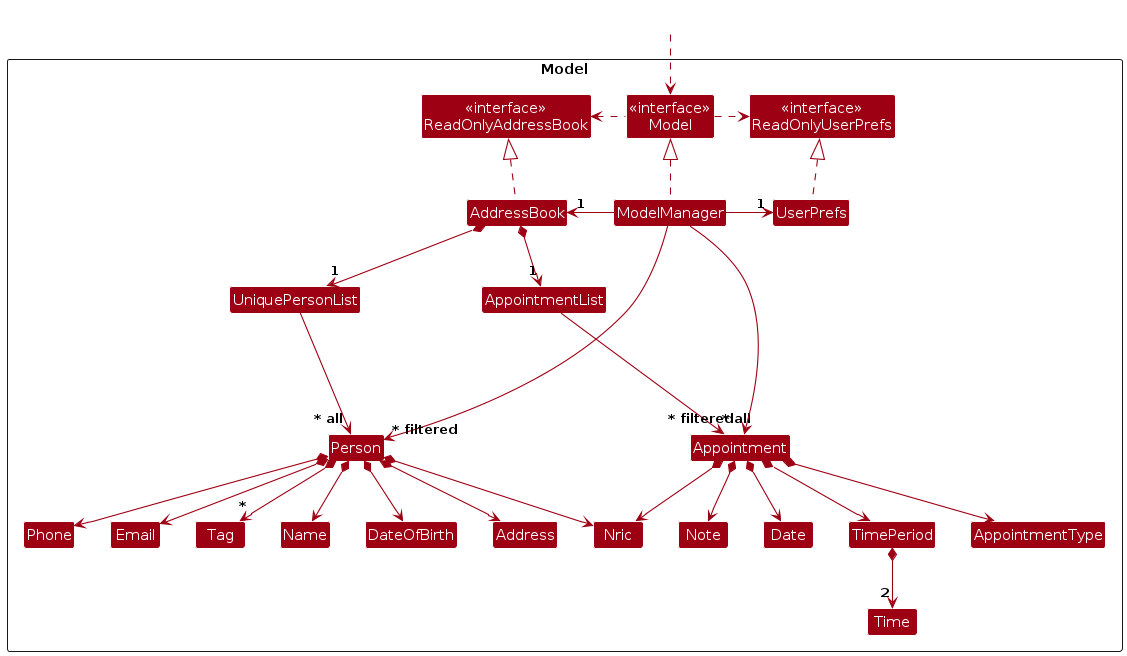 Model
«interface»
ReadOnlyAddressBook
«interface»
Model
«interface»
ReadOnlyUserPrefs
AddressBook
1
ModelManager
1
UserPrefs
1
1
UniquePersonList
AppointmentList
* all
* filtered
* filtered
* all
Person
Appointment
*
Phone
Email
Tag
Name
DateOfBirth
Address
Nric
Note
Date
TimePeriod
AppointmentType
2
Time